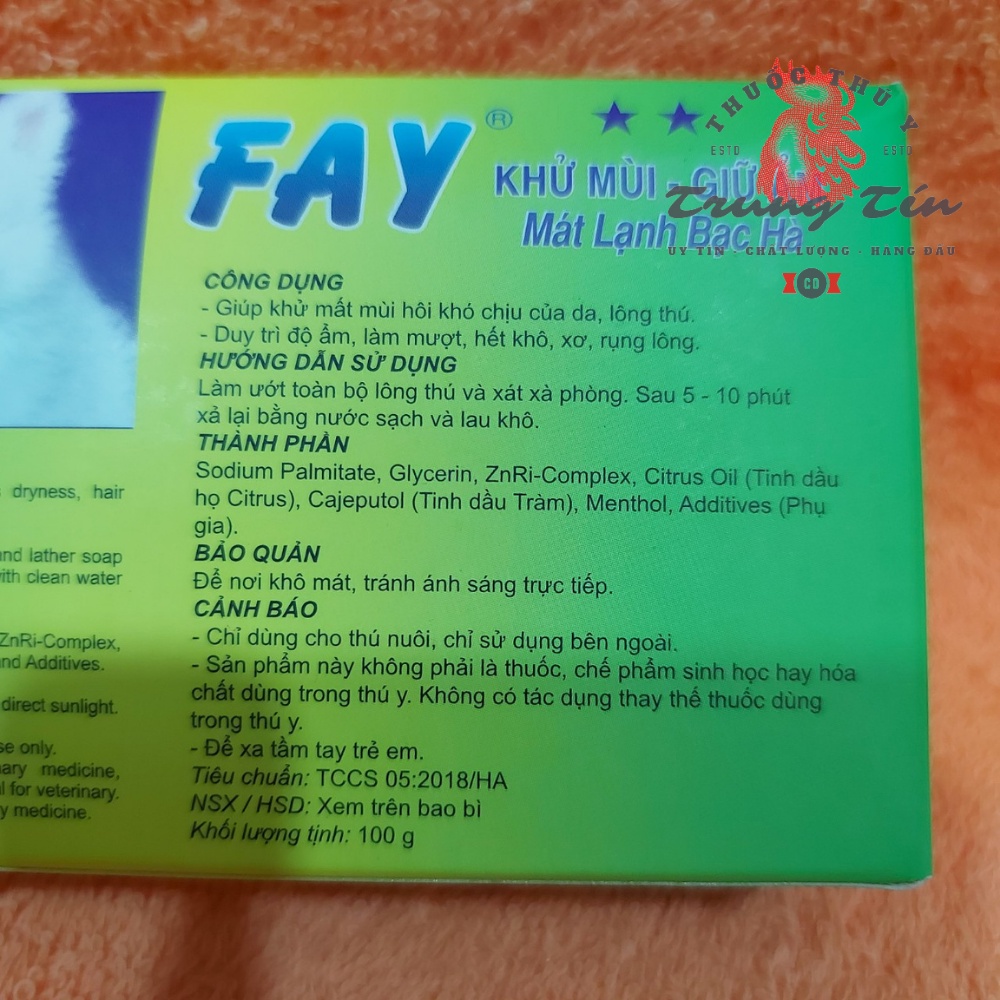 FAY ®
KHỬ MÙI - GIỮ
Mát Lạnh Bạc Hà
THUỐC THÚ Y
ESTD ESTD
Trung Tín
UY TÍN - CHẤT LƯỢNG - HÀNG ĐẦU
CD
CÔNG DỤNG
- Giúp khử mất mùi hôi khó chịu của da, lông thú.
- Duy trì độ ẩm, làm mượt, hết khô, xơ, rụng lông.
HƯỚNG DẪN SỬ DỤNG
Làm ướt toàn bộ lông thú và xát xà phòng. Sau 5 - 10 phút
xả lại bằng nước sạch và lau khô.
THÀNH PHẦN
Sodium Palmitate, Glycerin, ZnRi-Complex, Citrus Oil (Tinh dầu
họ Citrus), Cajeputol (Tinh dầu Tràm), Menthol, Additives (Phụ
gia).
BẢO QUẢN
Để nơi khô mát, tránh ánh sáng trực tiếp.
CẢNH BÁO
- Chỉ dùng cho thú nuôi, chỉ sử dụng bên ngoài.
- Sản phẩm này không phải là thuốc, chế phẩm sinh học hay hóa
chất dùng trong thú y. Không có tác dụng thay thế thuốc dùng
trong thú y.
- Để xa tầm tay trẻ em.
Tiêu chuẩn: TCCS 05:2018/HA
NSX / HSD: Xem trên bao bì
Khối lượng tịnh: 100 g
dryness, hair
and lather soap
with clean water
ZnRi-Complex,
and Additives.
direct sunlight.
se only.
ary medicine,
l for veterinary.
y medicine.